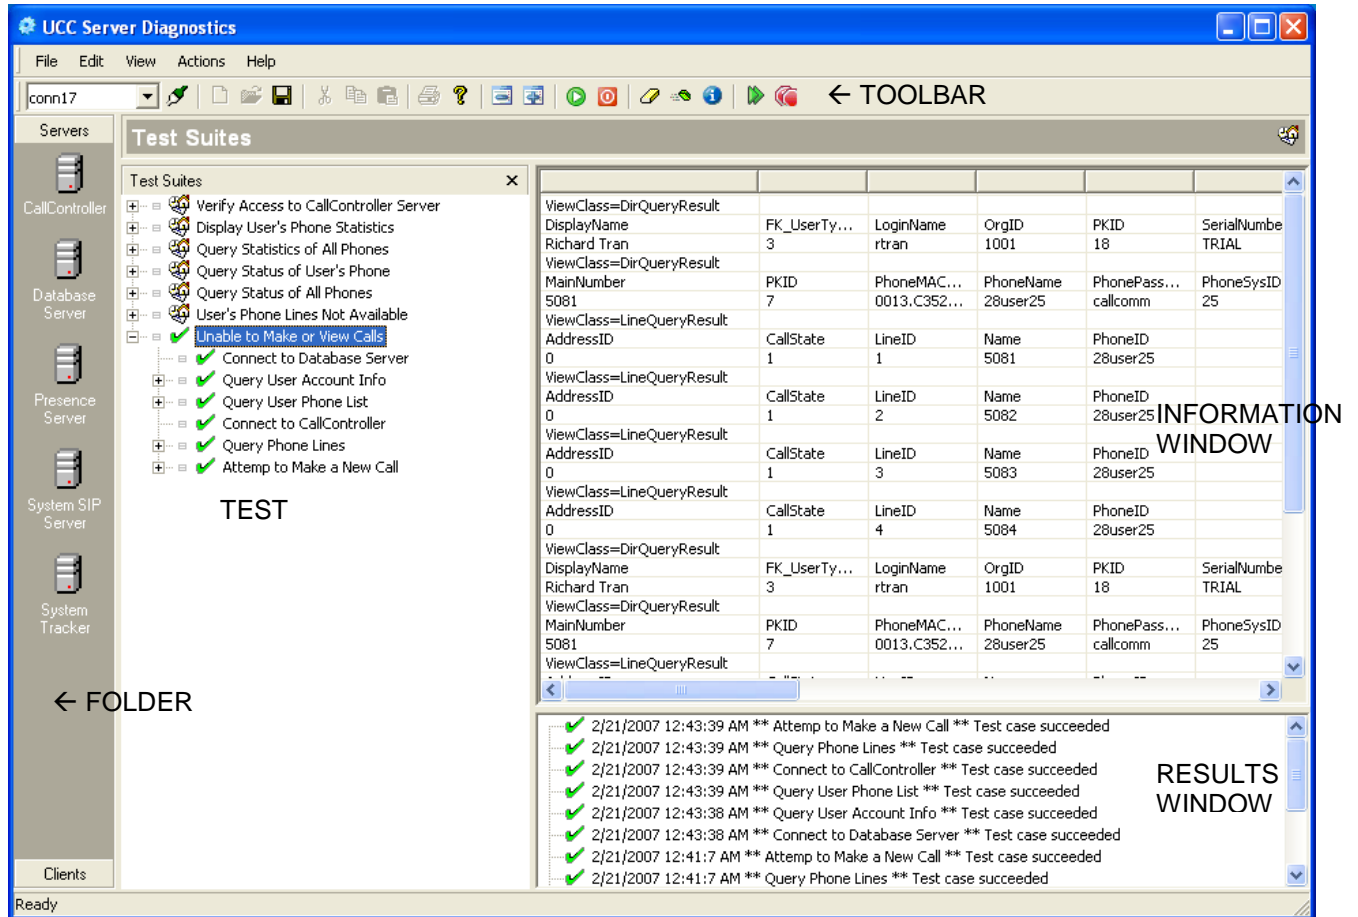 UCC Server Diagnostics
File Edit View Actions Help
conn17
← TOOLBAR
Servers
Test Suites
CallController
Database
Server
Presence
Server
System SIP
Server
System
Tracker
← FOLDER
Clients
Test Suites
Verify Access to CallController Server
Display User's Phone Statistics
Query Statistics of All Phones
Query Status of User's Phone
Query Status of All Phones
User's Phone Lines Not Available
Unable to Make or View Calls
Connect to Database Server
Query User Account Info
Query User Phone List
Connect to CallController
Query Phone Lines
Attemp to Make a New Call
TEST
ViewClass=DirQueryResult
DisplayName FK_UserTy... LoginName OrgID PKID SerialNumbe
Richard Tran 3 rtran 1001 18 TRIAL
ViewClass=DirQueryResult
MainNumber PKID PhoneMAC... PhoneName PhonePass... PhoneSysID
5081 7 0013.C352... 28user25 callcomm 25
ViewClass=LineQueryResult
AddressID CallState LineID Name PhoneID
0 1 1 5081 28user25
ViewClass=LineQueryResult
AddressID CallState LineID Name PhoneID
0 1 2 5082 28user25
ViewClass=LineQueryResult
AddressID CallState LineID Name PhoneID
0 1 3 5083 28user25
ViewClass=LineQueryResult
AddressID CallState LineID Name PhoneID
0 1 4 5084 28user25
ViewClass=DirQueryResult
DisplayName FK_UserTy... LoginName OrgID PKID SerialNumbe
Richard Tran 3 rtran 1001 18 TRIAL
ViewClass=DirQueryResult
MainNumber PKID PhoneMAC... PhoneName PhonePass... PhoneSysID
5081 7 0013.C352... 28user25 callcomm 25
ViewClass=LineQueryResult
INFORMATION
WINDOW
2/21/2007 12:43:39 AM ** Attemp to Make a New Call ** Test case succeeded
2/21/2007 12:43:39 AM ** Query Phone Lines ** Test case succeeded
2/21/2007 12:43:39 AM ** Connect to CallController ** Test case succeeded
2/21/2007 12:43:39 AM ** Query User Phone List ** Test case succeeded
2/21/2007 12:43:38 AM ** Query User Account Info ** Test case succeeded
2/21/2007 12:43:38 AM ** Connect to Database Server ** Test case succeeded
2/21/2007 12:41:7 AM ** Attemp to Make a New Call ** Test case succeeded
2/21/2007 12:41:7 AM ** Query Phone Lines ** Test case succeeded
RESULTS
WINDOW
Ready